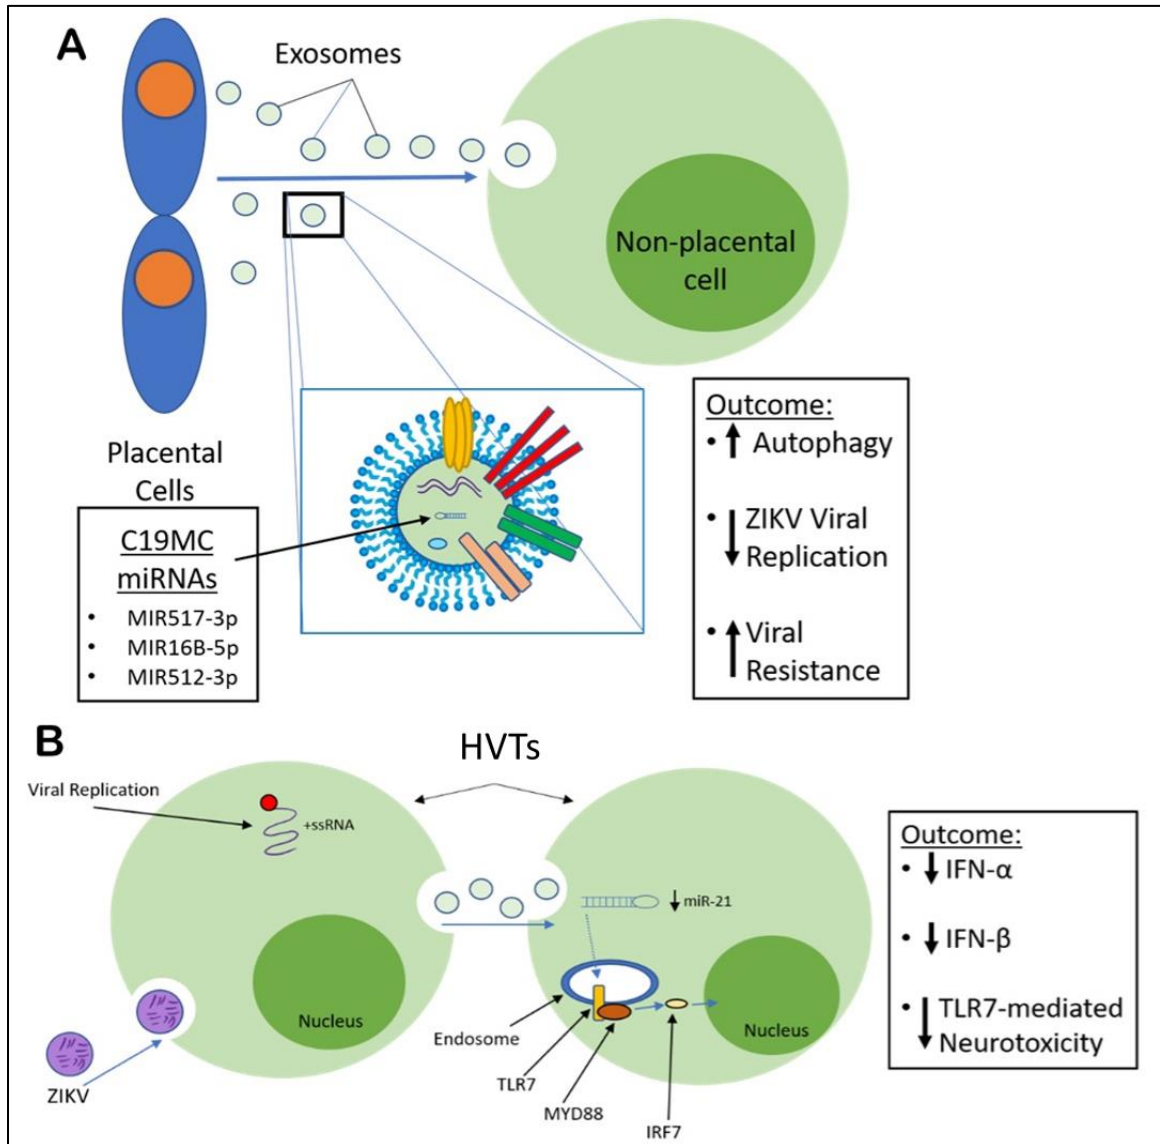 A
Exosomes
Non-placental
cell
Placental
Cells
C19MC
miRNAs
• MIR517-3p
• MIR16B-5p
• MIR512-3p
Outcome:
• Autophagy
• ZIKV Viral
Replication
• Viral
Resistance
B
HVTs
Viral Replication
+ssRNA
Nucleus
ZIKV
miR-21
Endosome
TLR7
MYD88
IRF7
Nucleus
Outcome:
• IFN-α
• IFN-β
• TLR7-mediated
Neurotoxicity